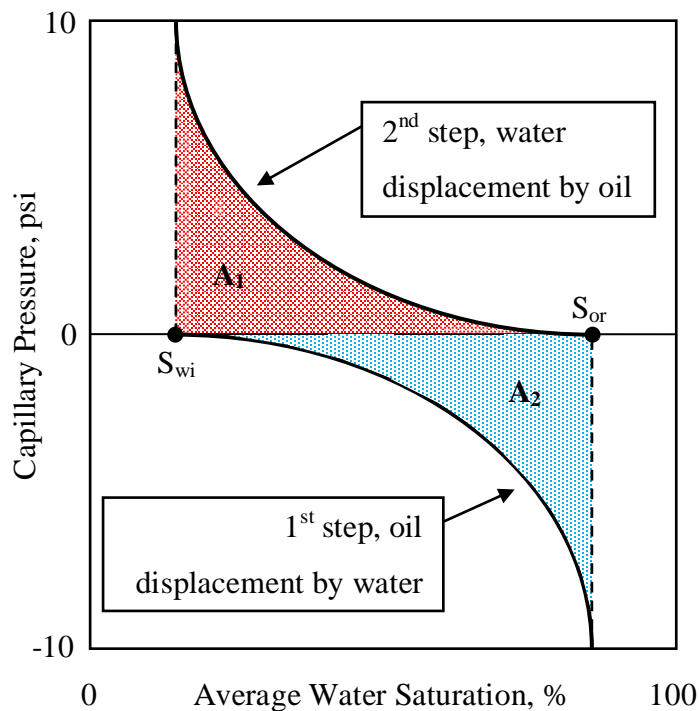 10
2nd step, water
displacement by oil
A1
Sor
0
Swi
A2
Capillary Pressure, psi
1st step, oil
displacement by water
-10
0
Average Water Saturation, %
100